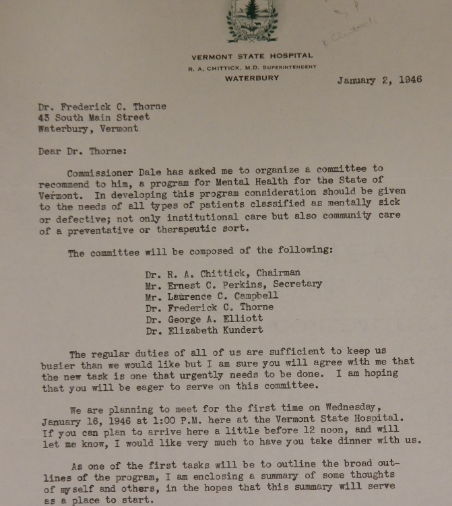 VERMONT STATE HOSPITAL
R. A. CHITTICK, M.D. SUPERINTENDENT
WATERBURY
January 2, 1946
Dr. Frederick C. Thorne
43 South Main Street
Waterbury, Vermont
Dear Dr. Thorne:
Commissioner Dale has asked me to organize a committee to
recommend to him, a program for Mental Health for the State of
Vermont. In developing this program consideration should be given
to the needs of all types of patients classified as mentally sick
or defective; not only institutional care but also community care
of a preventative or therapeutic sort.
The committee will be composed of the following:
Dr. R. A. Chittick, Chairman
Mr. Ernest C. Perkins, Secretary
Mr. Laurence C. Campbell
Dr. Frederick C. Thorne
Dr. George A. Elliott
Dr. Elizabeth Kundert
The regular duties of all of us are sufficient to keep us
busier than we would like but I am sure you will agree with me that
the new task is one that urgently needs to be done. I am hoping
that you will be eager to serve on this committee.
We are planning to meet for the first time on Wednesday,
January 16, 1946 at 1:00 P.M. here at the Vermont State Hospital.
If you can plan to arrive here a little before 12 noon, and will
let me know, I would like very much to have you take dinner with us.
As one of the first tasks will be to outline the broad out-
lines of the program, I am enclosing a summary of some thoughts
of myself and others, in the hopes that this summary will serve
as a place to start.